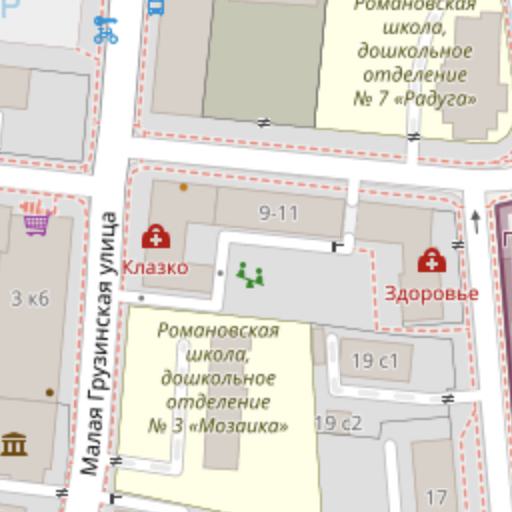 P
Романовская
школа,
дошкольное
отделение
№ 7 «Радуга»
9-11
Клазко
Здоровье
3 к6
Малая Грузинская улица
Романовская
школа,
дошкольное
отделение
№ 3 «Мозаика»
19 с1
19 с2
17